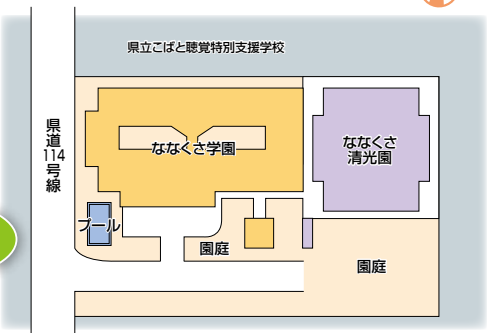 県立こばと聴覚特別支援学校
県道114号線
ななくさ学園
ななくさ
清光園
プール
園庭
園庭